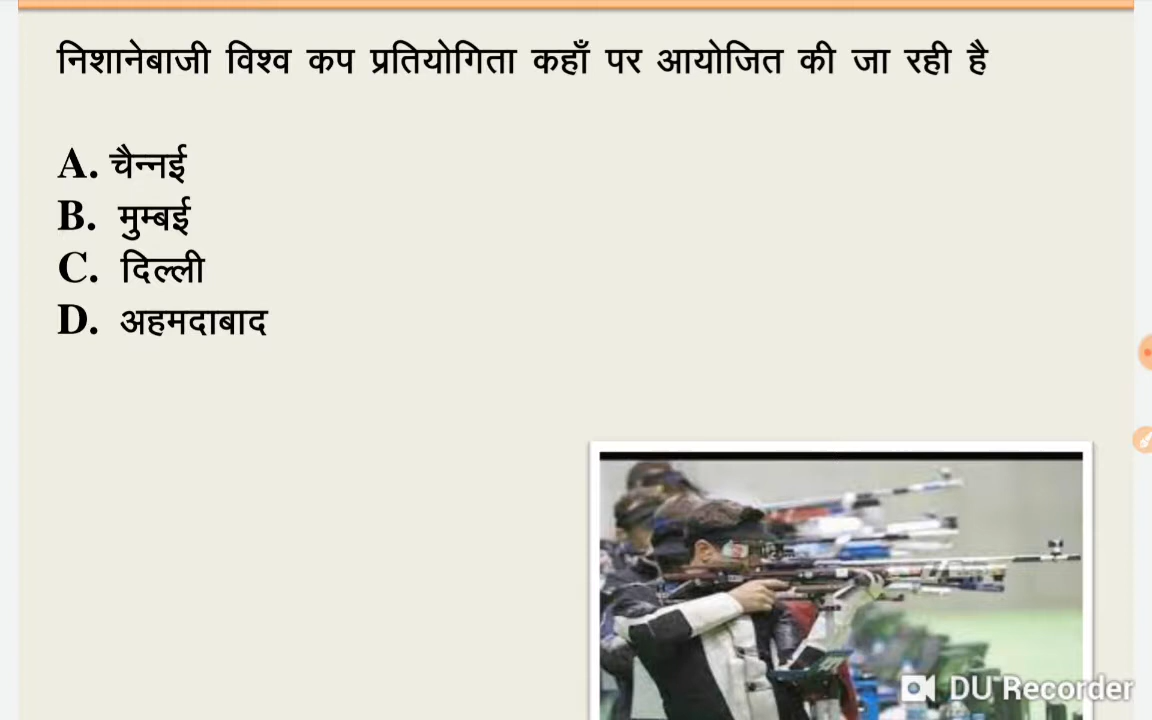 निशानेबाजी विश्व कप प्रतियोगिता कहाँ पर आयोजित की जा रही है
A. चैन्नई
B. मुम्बई
C. दिल्ली
D. अहमदाबाद
DU Recorder